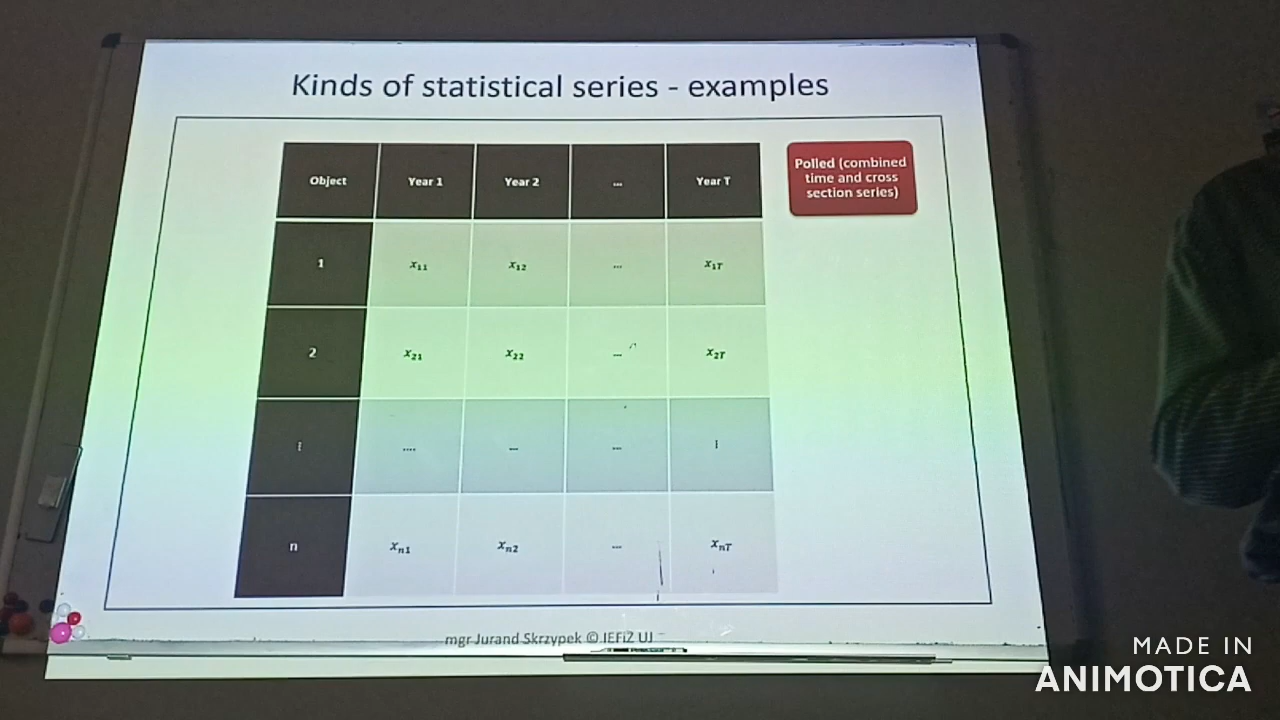 Kinds of statistical series - examples
Object Year 1 Year 2 ... Year T
Polled (combined
time and cross
section series)
1 x₁₁ x₁₂ ... x₁T
2 x₂₁ x₂₂ ... x₂T
⋮ .... ... ... ⋮
n xₙ₁ xₙ₂ ... xₙT
mgr Jurand Skrzypek © IEFiZ UJ
MADE IN
ANIMOTICA